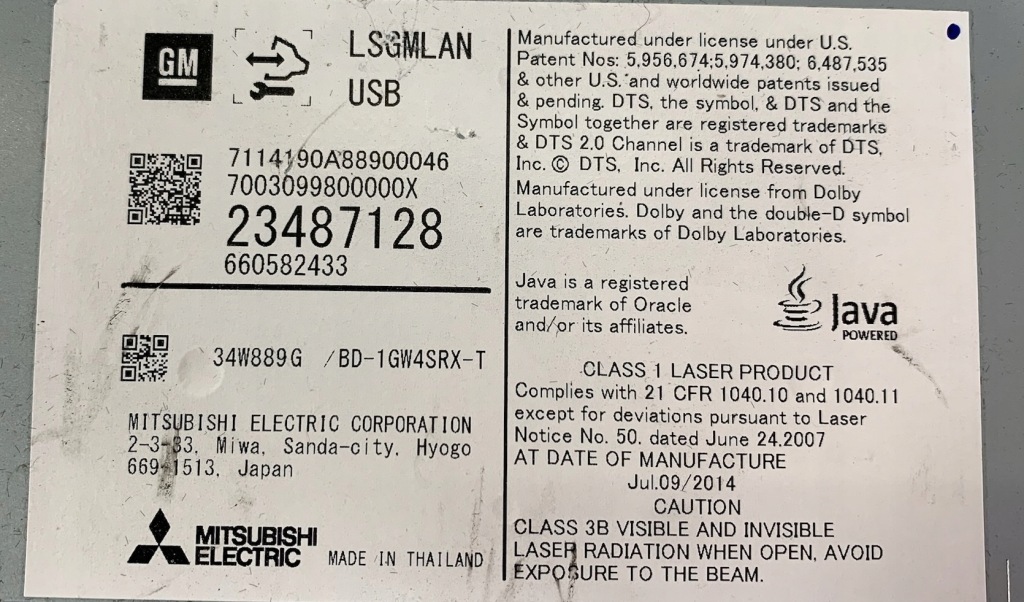 GM
LSGMLAN
USB
7114190A88900046
7003099800000X
23487128
660582433
34W889G /BD-1GW4SRX-T
MITSUBISHI ELECTRIC CORPORATION
2-3-33, Miwa, Sanda-city, Hyogo
669-1513, Japan
MITSUBISHI
ELECTRIC
MADE IN THAILAND
Manufactured under license under U.S.
Patent Nos: 5,956,674;5,974,380; 6,487,535
& other U.S. and worldwide patents issued
& pending. DTS, the symbol, & DTS and the
Symbol together are registered trademarks
& DTS 2.0 Channel is a trademark of DTS,
Inc. © DTS, Inc. All Rights Reserved.
Manufactured under license from Dolby
Laboratories. Dolby and the double-D symbol
are trademarks of Dolby Laboratories.
Java is a registered
trademark of Oracle
and/or its affiliates.
Java
POWERED
CLASS 1 LASER PRODUCT
Complies with 21 CFR 1040.10 and 1040.11
except for deviations pursuant to Laser
Notice No. 50, dated June 24,2007
AT DATE OF MANUFACTURE
Jul.09/2014
CAUTION
CLASS 3B VISIBLE AND INVISIBLE
LASER RADIATION WHEN OPEN, AVOID
EXPOSURE TO THE BEAM.